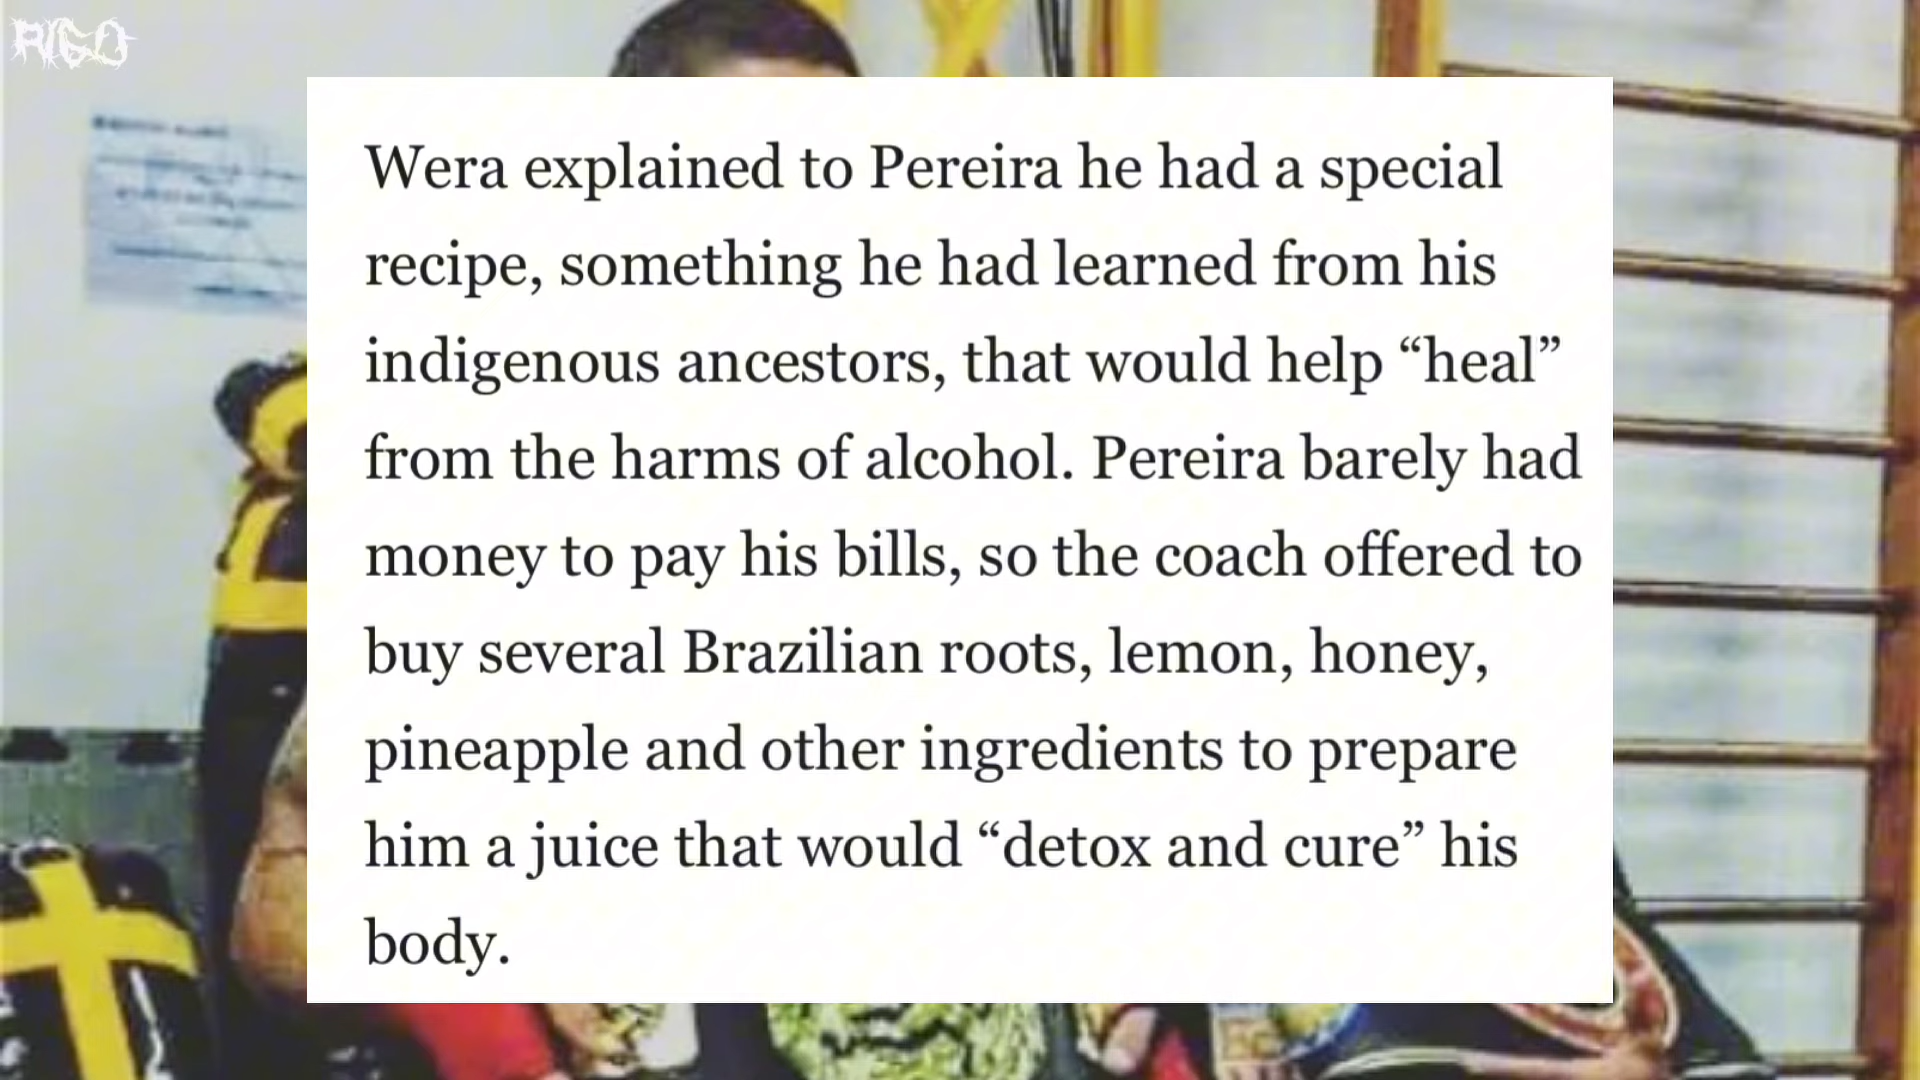 RIGO
Wera explained to Pereira he had a special
recipe, something he had learned from his
indigenous ancestors, that would help “heal”
from the harms of alcohol. Pereira barely had
money to pay his bills, so the coach offered to
buy several Brazilian roots, lemon, honey,
pineapple and other ingredients to prepare
him a juice that would “detox and cure” his
body.